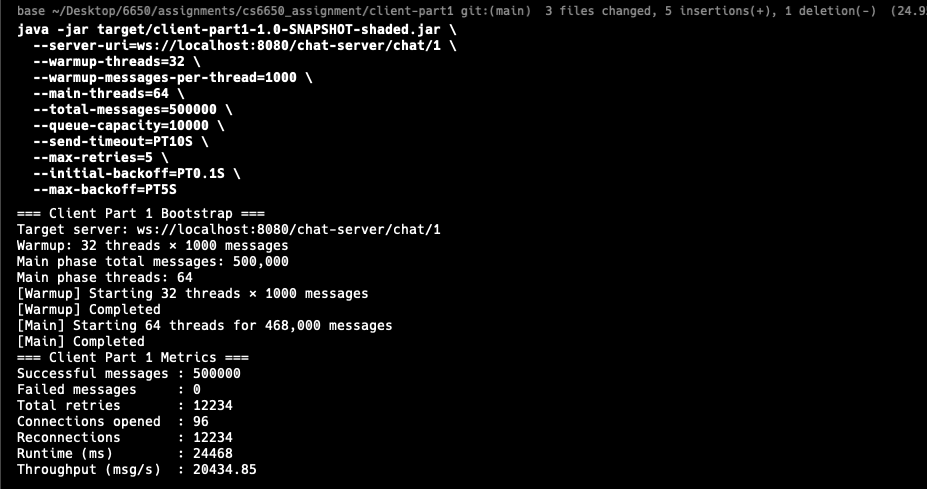 base ~/Desktop/6650/assignments/cs6650_assignment/client-part1 git:(main)  3 files changed, 5 insertions(+), 1 deletion(-)
java -jar target/client-part1-1.0-SNAPSHOT-shaded.jar \
  --server-uri=ws://localhost:8080/chat-server/chat/1 \
  --warmup-threads=32 \
  --warmup-messages-per-thread=1000 \
  --main-threads=64 \
  --total-messages=500000 \
  --queue-capacity=10000 \
  --send-timeout=PT10S \
  --max-retries=5 \
  --initial-backoff=PT0.1S \
  --max-backoff=PT5S
=== Client Part 1 Bootstrap ===
Target server: ws://localhost:8080/chat-server/chat/1
Warmup: 32 threads × 1000 messages
Main phase total messages: 500,000
Main phase threads: 64
[Warmup] Starting 32 threads × 1000 messages
[Warmup] Completed
[Main] Starting 64 threads for 468,000 messages
[Main] Completed
=== Client Part 1 Metrics ===
Successful messages : 500000
Failed messages     : 0
Total retries       : 12234
Connections opened  : 96
Reconnections       : 12234
Runtime (ms)        : 24468
Throughput (msg/s)  : 20434.85